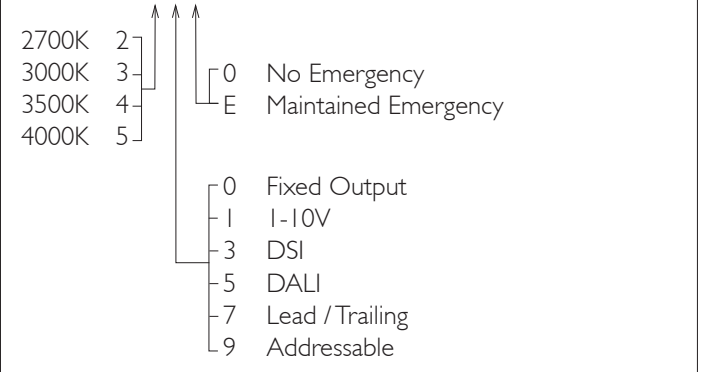 2700K 2
3000K 3
3500K 4
4000K 5
0 No Emergency
E Maintained Emergency
0 Fixed Output
1 1-10V
3 DSI
5 DALI
7 Lead / Trailing
9 Addressable